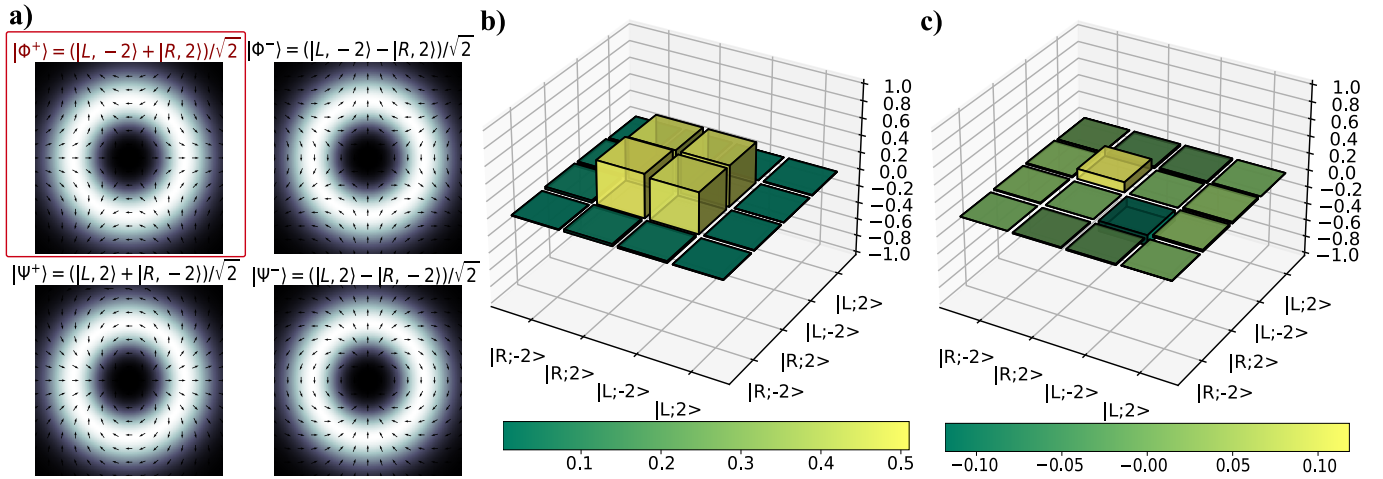 a)
|Φ⁺⟩ = (|L, −2⟩ + |R, 2⟩)/√2
|Φ⁻⟩ = (|L, −2⟩ − |R, 2⟩)/√2
|Ψ⁺⟩ = (|L, 2⟩ + |R, −2⟩)/√2
|Ψ⁻⟩ = (|L, 2⟩ − |R, −2⟩)/√2
b)
1.0
0.8
0.6
0.4
0.2
0.0
−0.2
−0.4
−0.6
−0.8
−1.0
|R;-2>
|R;2>
|L;-2>
|L;2>
|L;2>
|L;-2>
|R;2>
|R;-2>
0.1 0.2 0.3 0.4 0.5
c)
1.0
0.8
0.6
0.4
0.2
0.0
−0.2
−0.4
−0.6
−0.8
−1.0
|R;-2>
|R;2>
|L;-2>
|L;2>
|L;2>
|L;-2>
|R;2>
|R;-2>
−0.10 −0.05 −0.00 0.05 0.10